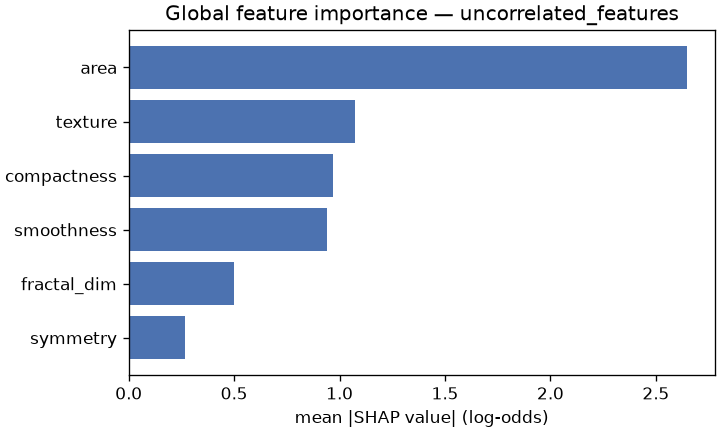 Global feature importance — uncorrelated_features
area
texture
compactness
smoothness
fractal_dim
symmetry
0.0 0.5 1.0 1.5 2.0 2.5
mean |SHAP value| (log-odds)